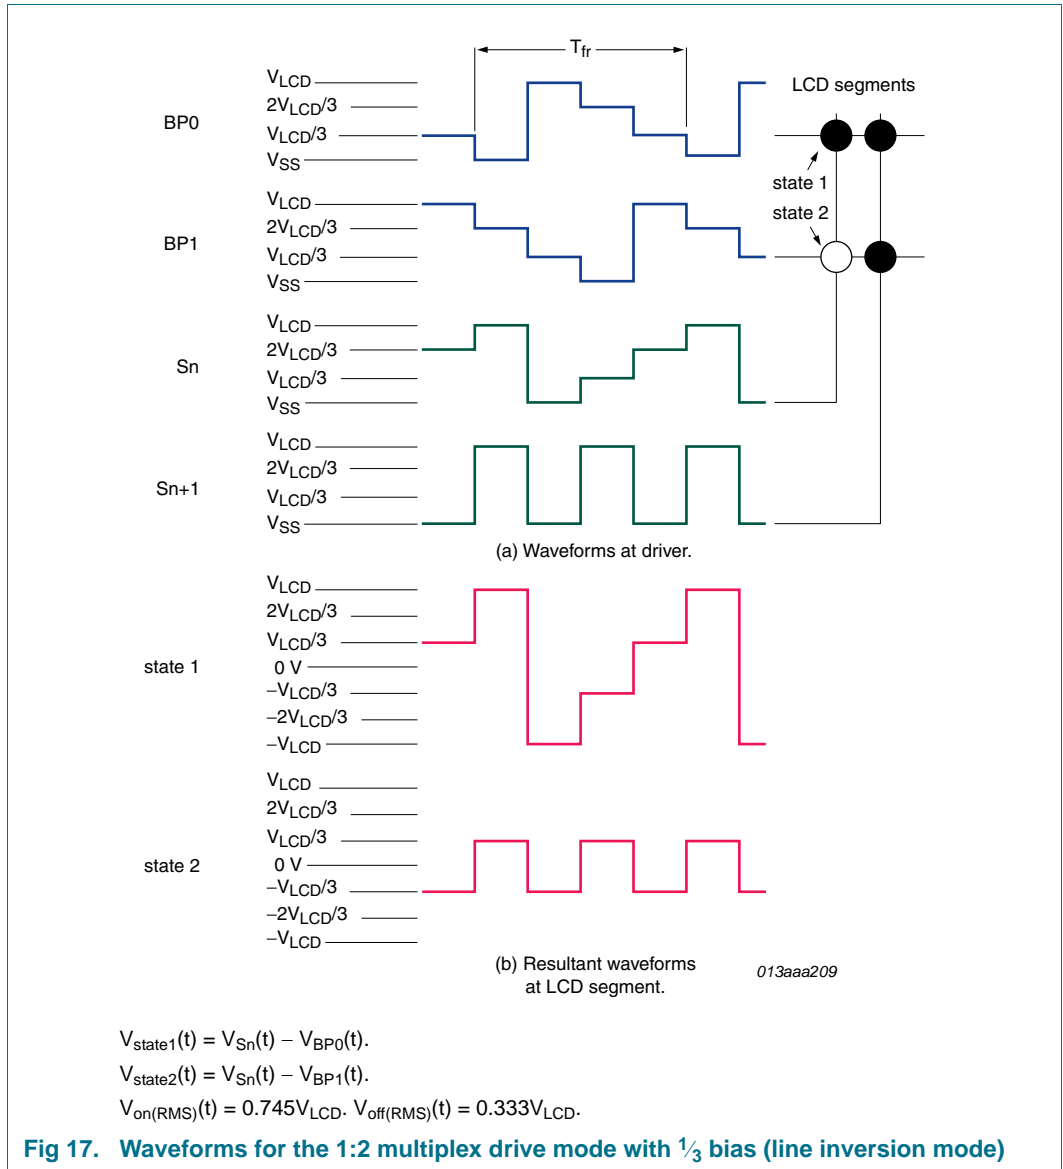 T_fr
V_LCD
2V_LCD/3
BP0
V_LCD/3
V_SS
LCD segments
state 1
state 2
V_LCD
2V_LCD/3
BP1
V_LCD/3
V_SS
V_LCD
2V_LCD/3
Sn
V_LCD/3
V_SS
V_LCD
2V_LCD/3
Sn+1
V_LCD/3
V_SS
(a) Waveforms at driver.
V_LCD
2V_LCD/3
V_LCD/3
state 1
0 V
−V_LCD/3
−2V_LCD/3
−V_LCD
V_LCD
2V_LCD/3
V_LCD/3
state 2
0 V
−V_LCD/3
−2V_LCD/3
−V_LCD
(b) Resultant waveforms
at LCD segment.
013aaa209
V_state1(t) = V_Sn(t) − V_BP0(t).
V_state2(t) = V_Sn(t) − V_BP1(t).
V_on(RMS)(t) = 0.745V_LCD. V_off(RMS)(t) = 0.333V_LCD.
Fig 17. Waveforms for the 1:2 multiplex drive mode with 1⁄3 bias (line inversion mode)